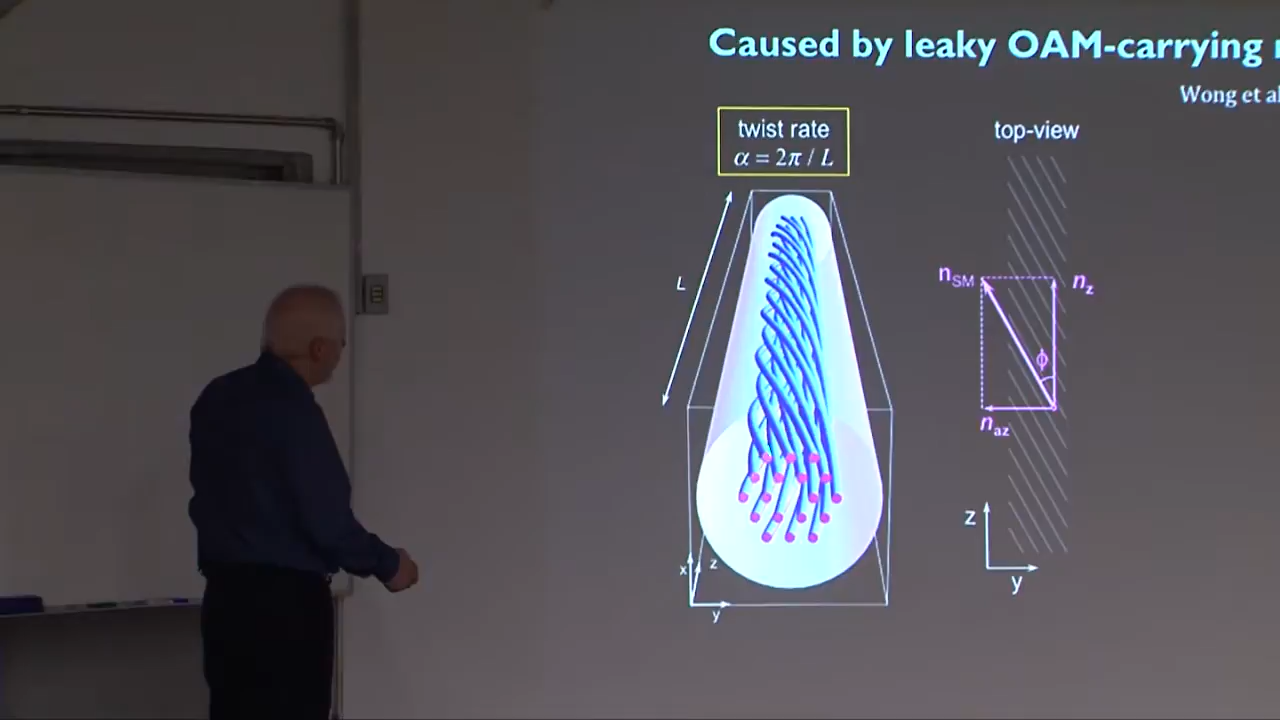 Caused by leaky OAM-carrying
Wong et al
twist rate
α = 2π / L
top-view
L
n_SM
n_z
ϕ
n_az
z
y
x
z
y